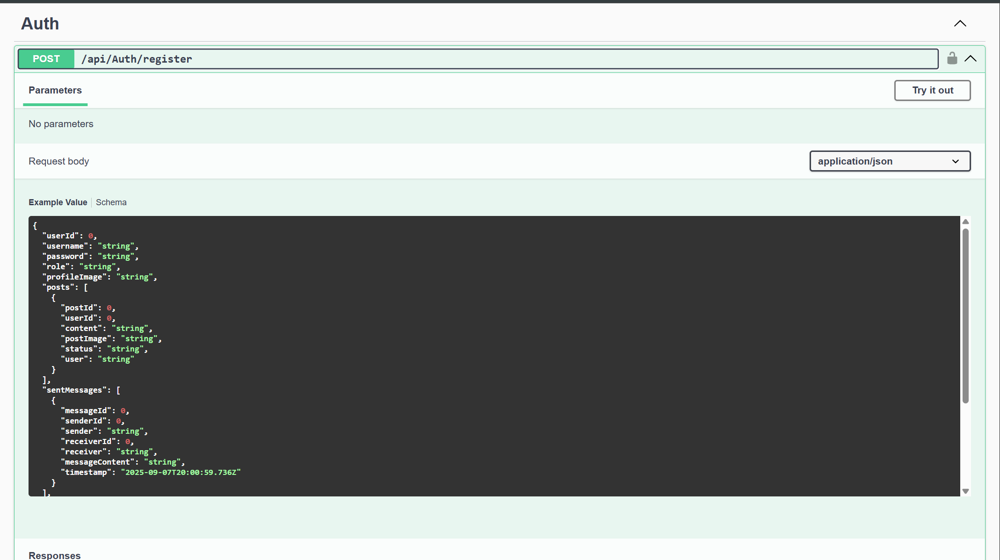 Auth
POST /api/Auth/register
Parameters
Try it out
No parameters
Request body
application/json
Example Value
Schema
{
  "userId": 0,
  "username": "string",
  "password": "string",
  "role": "string",
  "profileImage": "string",
  "posts": [
    {
      "postId": 0,
      "userId": 0,
      "content": "string",
      "postImage": "string",
      "status": "string",
      "user": "string"
    }
  ],
  "sentMessages": [
    {
      "messageId": 0,
      "senderId": 0,
      "sender": "string",
      "receiverId": 0,
      "receiver": "string",
      "messageContent": "string",
      "timestamp": "2025-09-07T20:00:59.736Z"
    }
  ],
Responses